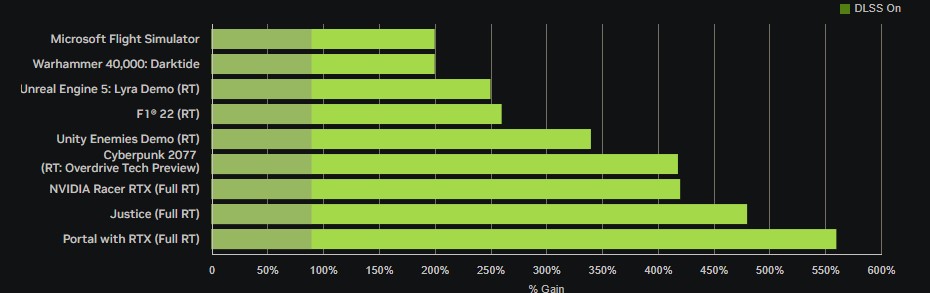 DLSS On
Microsoft Flight Simulator
Warhammer 40,000: Darktide
Unreal Engine 5: Lyra Demo (RT)
F1® 22 (RT)
Unity Enemies Demo (RT)
Cyberpunk 2077
(RT: Overdrive Tech Preview)
NVIDIA Racer RTX (Full RT)
Justice (Full RT)
Portal with RTX (Full RT)
0 50% 100% 150% 200% 250% 300% 350% 400% 450% 500% 550% 600%
% Gain